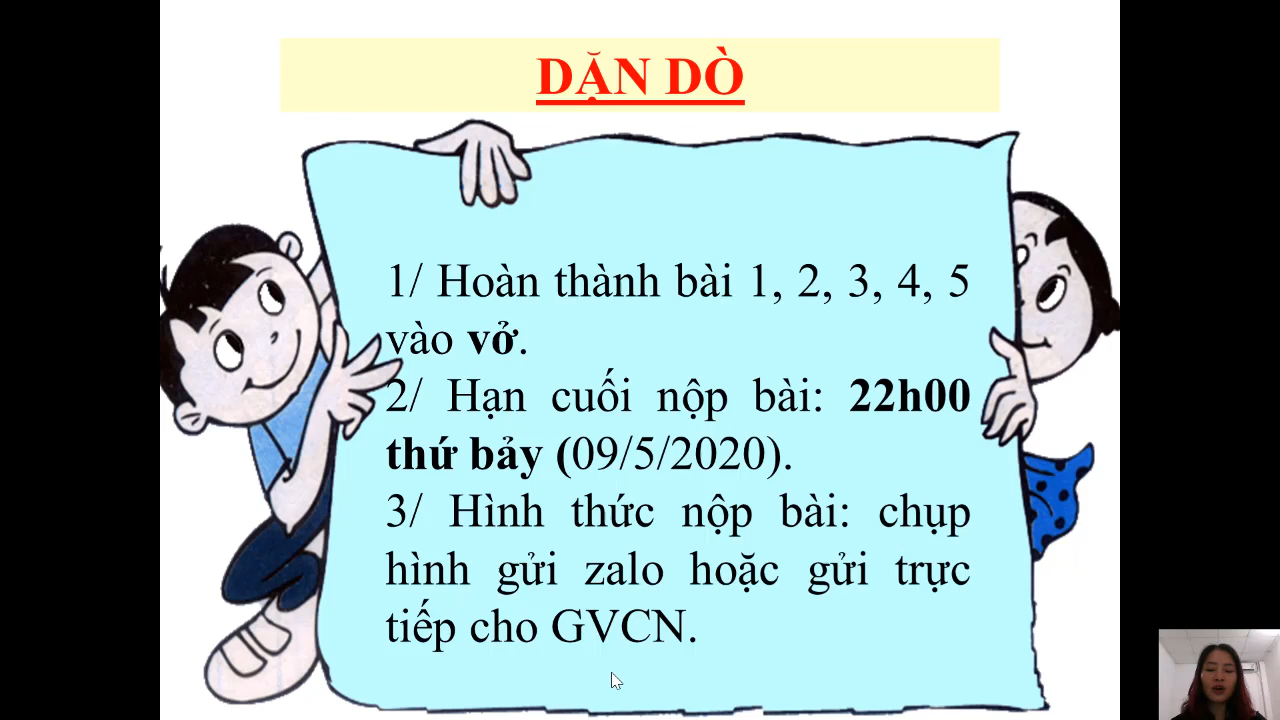 DẶN DÒ
1/ Hoàn thành bài 1, 2, 3, 4, 5
vào vở.
2/ Hạn cuối nộp bài: 22h00
thứ bảy (09/5/2020).
3/ Hình thức nộp bài: chụp
hình gửi zalo hoặc gửi trực
tiếp cho GVCN.